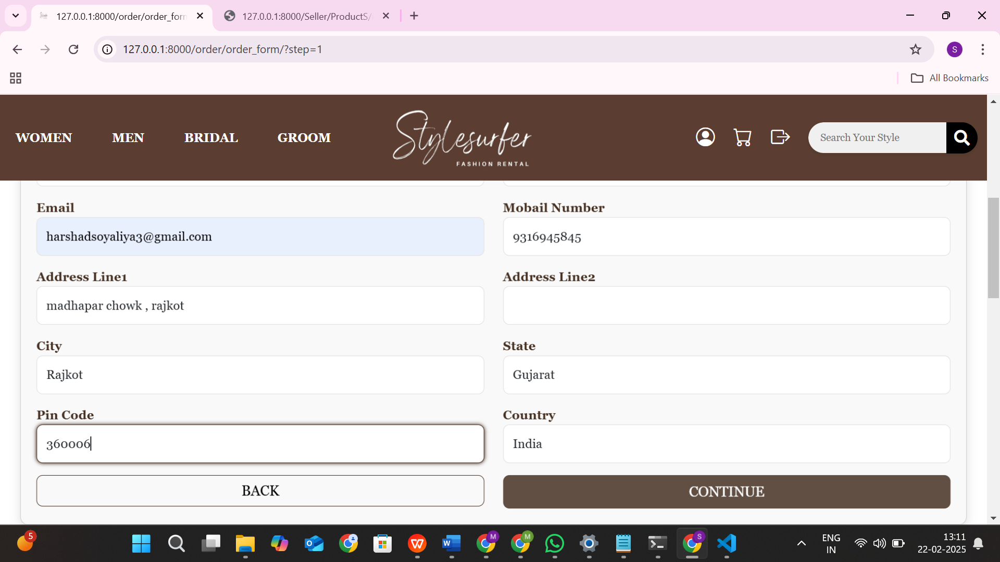 127.0.0.1:8000/order/order_forn
127.0.0.1:8000/Seller/ProductS/
127.0.0.1:8000/order/order_form/?step=1
S
All Bookmarks
WOMEN MEN BRIDAL GROOM
Stylesurfer
FASHION RENTAL
Search Your Style
Email Mobail Number
harshadsoyaliya3@gmail.com 9316945845
Address Line1 Address Line2
madhapar chowk , rajkot
City State
Rajkot Gujarat
Pin Code Country
360006 India
BACK CONTINUE
5
W
M
M
S
ENG
IN
13:11
22-02-2025